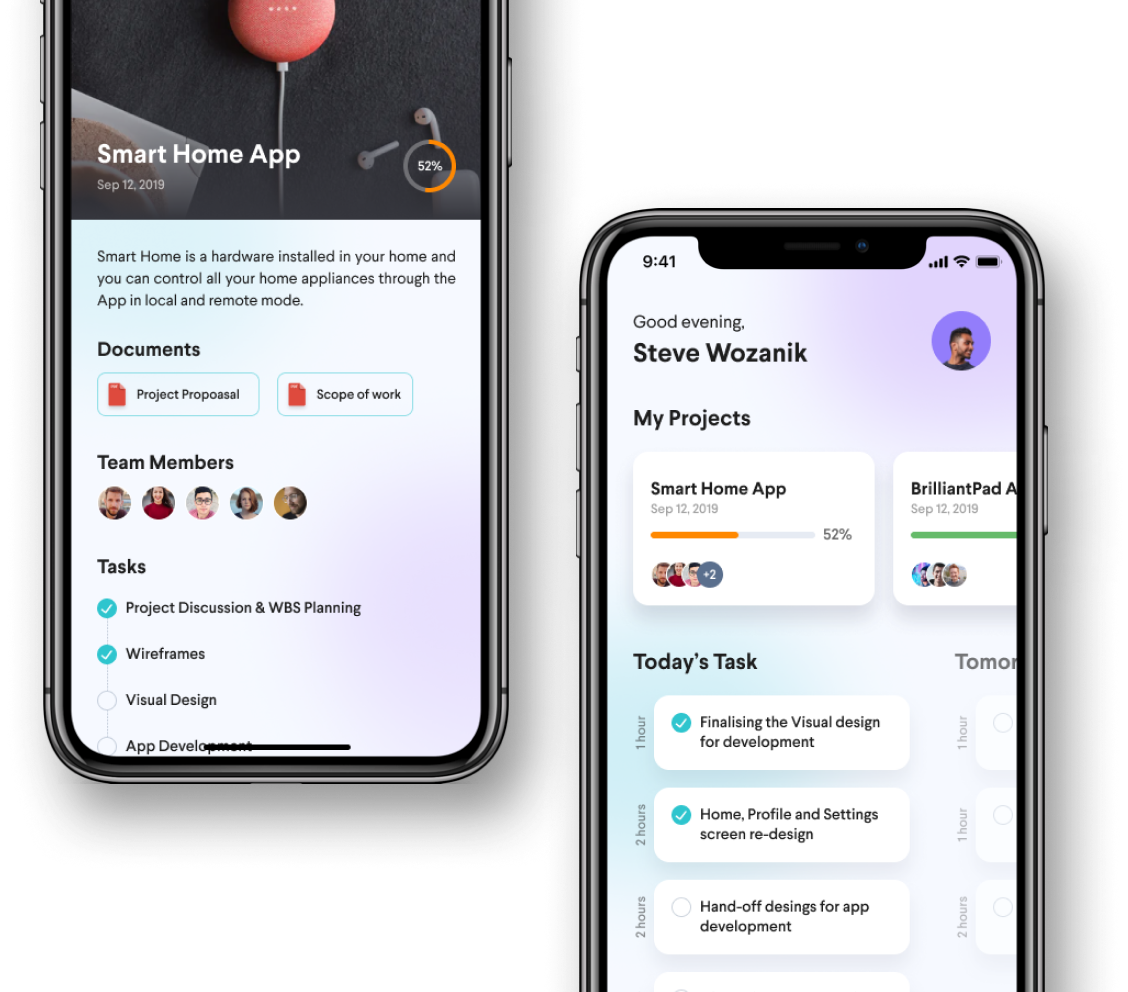 Smart Home App
52%
Sep 12, 2019
Smart Home is a hardware installed in your home and
you can control all your home appliances through the
App in local and remote mode.
Documents
Project Propoasal
Scope of work
Team Members
Tasks
Project Discussion & WBS Planning
Wireframes
Visual Design
App Development
9:41
Good evening,
Steve Wozanik
My Projects
Smart Home App
Sep 12, 2019
52%
+2
BrilliantPad A
Sep 12, 2019
Today's Task
Tomor
1 hour
Finalising the Visual design
for development
1 hour
2 hours
Home, Profile and Settings
screen re-design
1 hour
2 hours
Hand-off desings for app
development
2 hours